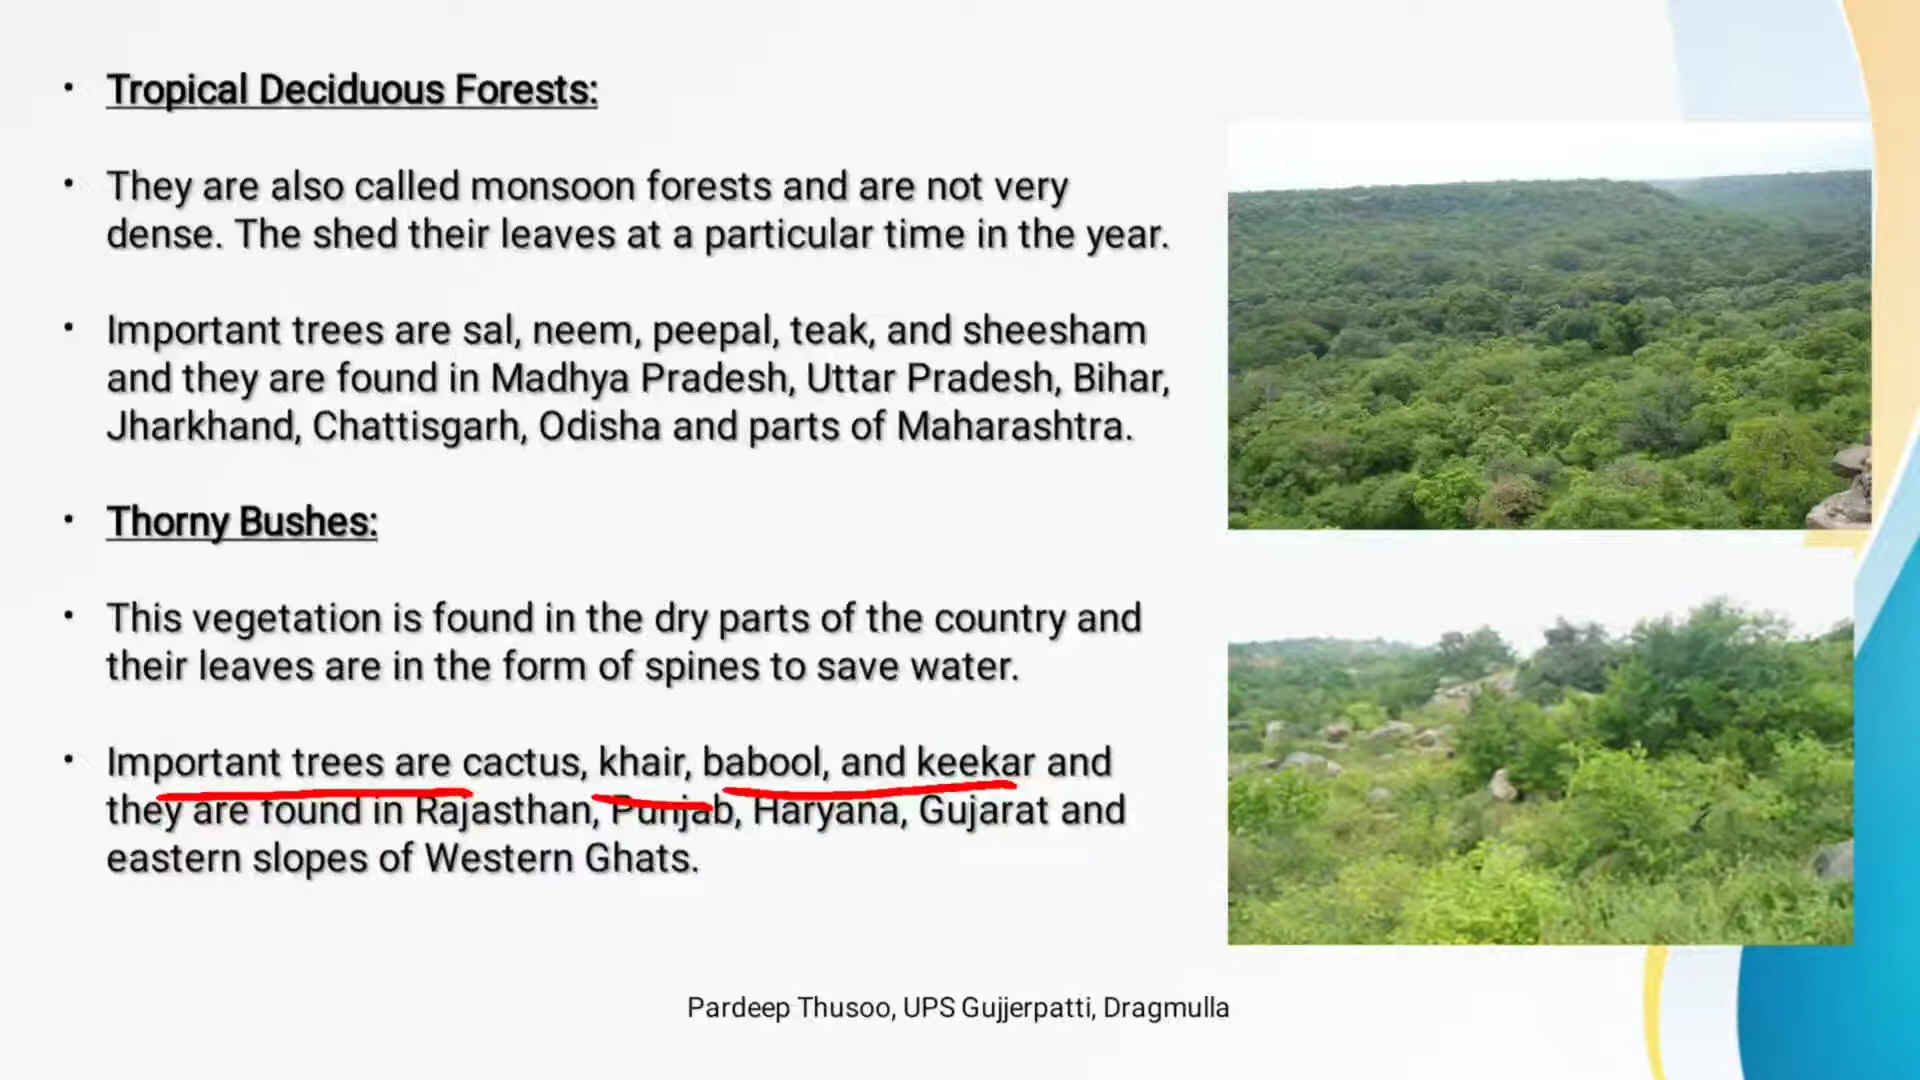 • Tropical Deciduous Forests:
• They are also called monsoon forests and are not very
dense. The shed their leaves at a particular time in the year.
• Important trees are sal, neem, peepal, teak, and sheesham
and they are found in Madhya Pradesh, Uttar Pradesh, Bihar,
Jharkhand, Chattisgarh, Odisha and parts of Maharashtra.
• Thorny Bushes:
• This vegetation is found in the dry parts of the country and
their leaves are in the form of spines to save water.
• Important trees are cactus, khair, babool, and keekar and
they are found in Rajasthan, Punjab, Haryana, Gujarat and
eastern slopes of Western Ghats.
Pardeep Thusoo, UPS Gujjerpatti, Dragmulla